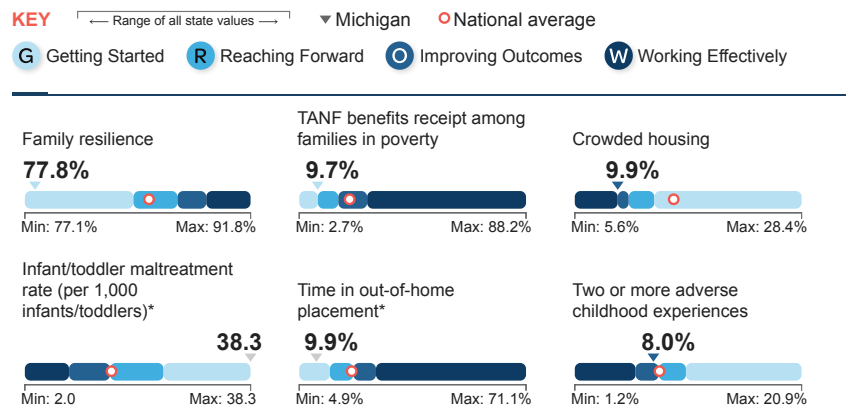 KEY Range of all state values Michigan National average
G Getting Started R Reaching Forward O Improving Outcomes W Working Effectively
Family resilience
77.8%
Min: 77.1% Max: 91.8%
TANF benefits receipt among
families in poverty
9.7%
Min: 2.7% Max: 88.2%
Crowded housing
9.9%
Min: 5.6% Max: 28.4%
Infant/toddler maltreatment
rate (per 1,000
infants/toddlers)*
38.3
Min: 2.0 Max: 38.3
Time in out-of-home
placement*
9.9%
Min: 4.9% Max: 71.1%
Two or more adverse
childhood experiences
8.0%
Min: 1.2% Max: 20.9%